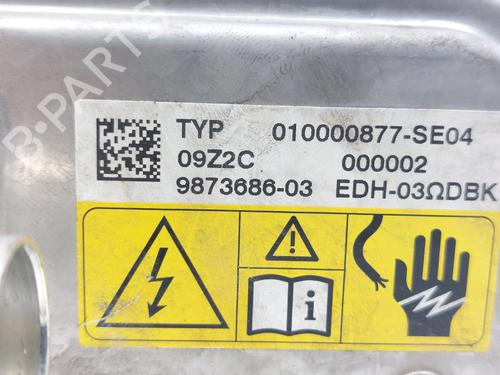 B-PARTS
TYP 010000877-SE04
09Z2C 000002
9873686-03 EDH-03ΩDBK